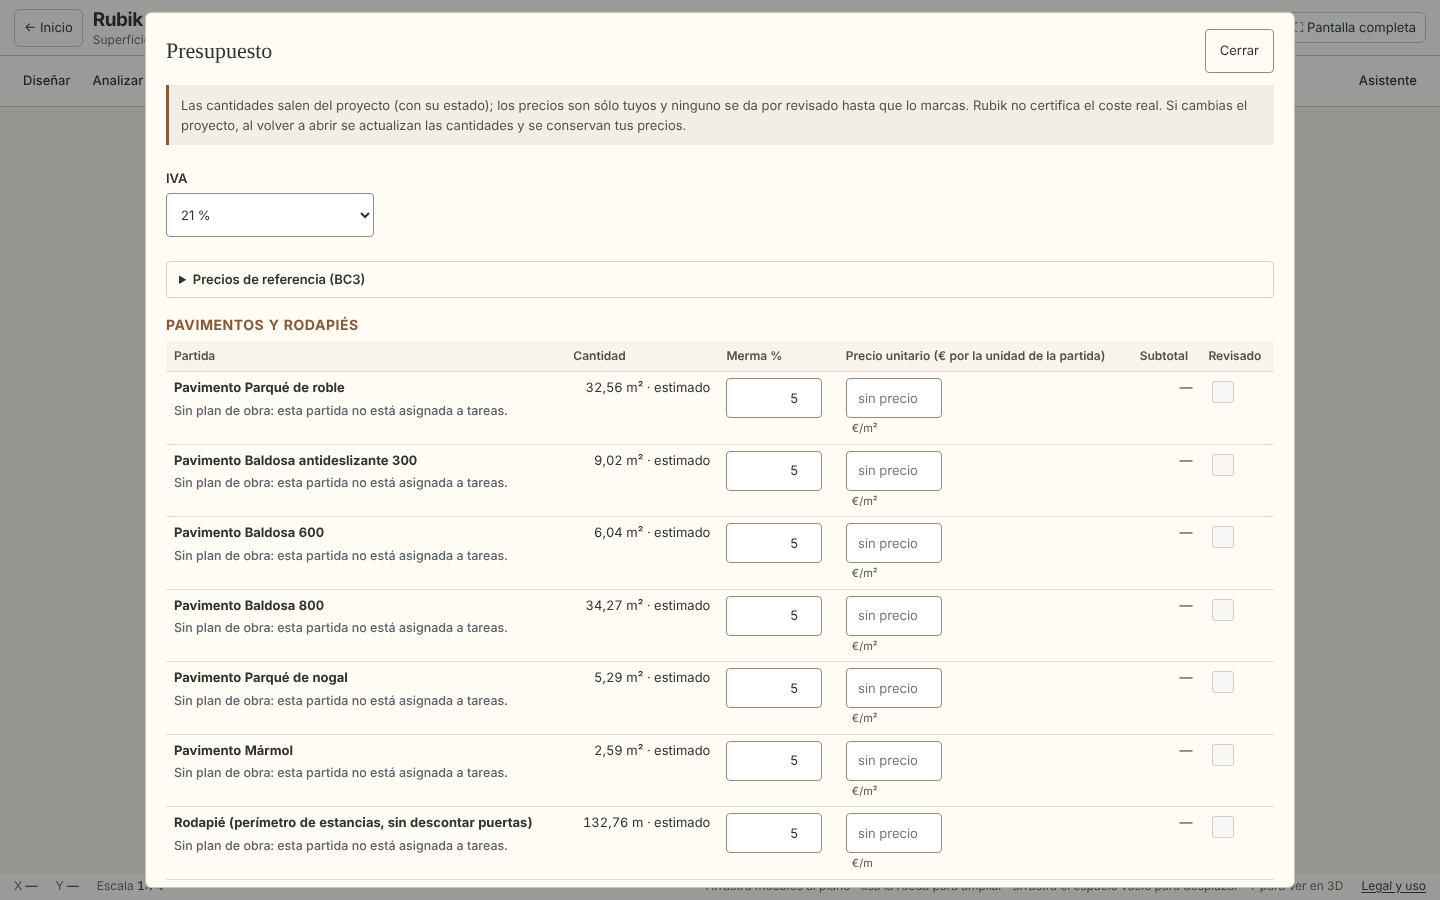 ← Inicio
Rubik
Pantalla completa
Diseñar
Analizar
Asistente
Presupuesto
Cerrar
Las cantidades salen del proyecto (con su estado); los precios son sólo tuyos y ninguno se da por revisado hasta que lo marcas. Rubik no certifica el coste real. Si cambias el
proyecto, al volver a abrir se actualizan las cantidades y se conservan tus precios.
IVA
21 %
▶ Precios de referencia (BC3)
PAVIMENTOS Y RODAPIÉS
Partida Cantidad Merma % Precio unitario (€ por la unidad de la partida) Subtotal Revisado
Pavimento Parqué de roble 32,56 m² · estimado 5 sin precio —
Sin plan de obra: esta partida no está asignada a tareas.
€/m²
Pavimento Baldosa antideslizante 300 9,02 m² · estimado 5 sin precio —
Sin plan de obra: esta partida no está asignada a tareas.
€/m²
Pavimento Baldosa 600 6,04 m² · estimado 5 sin precio —
Sin plan de obra: esta partida no está asignada a tareas.
€/m²
Pavimento Baldosa 800 34,27 m² · estimado 5 sin precio —
Sin plan de obra: esta partida no está asignada a tareas.
€/m²
Pavimento Parqué de nogal 5,29 m² · estimado 5 sin precio —
Sin plan de obra: esta partida no está asignada a tareas.
€/m²
Pavimento Mármol 2,59 m² · estimado 5 sin precio —
Sin plan de obra: esta partida no está asignada a tareas.
€/m²
Rodapié (perímetro de estancias, sin descontar puertas) 132,76 m · estimado 5 sin precio —
Sin plan de obra: esta partida no está asignada a tareas.
€/m
X — Y — Escala
ver en 3D
Legal y uso